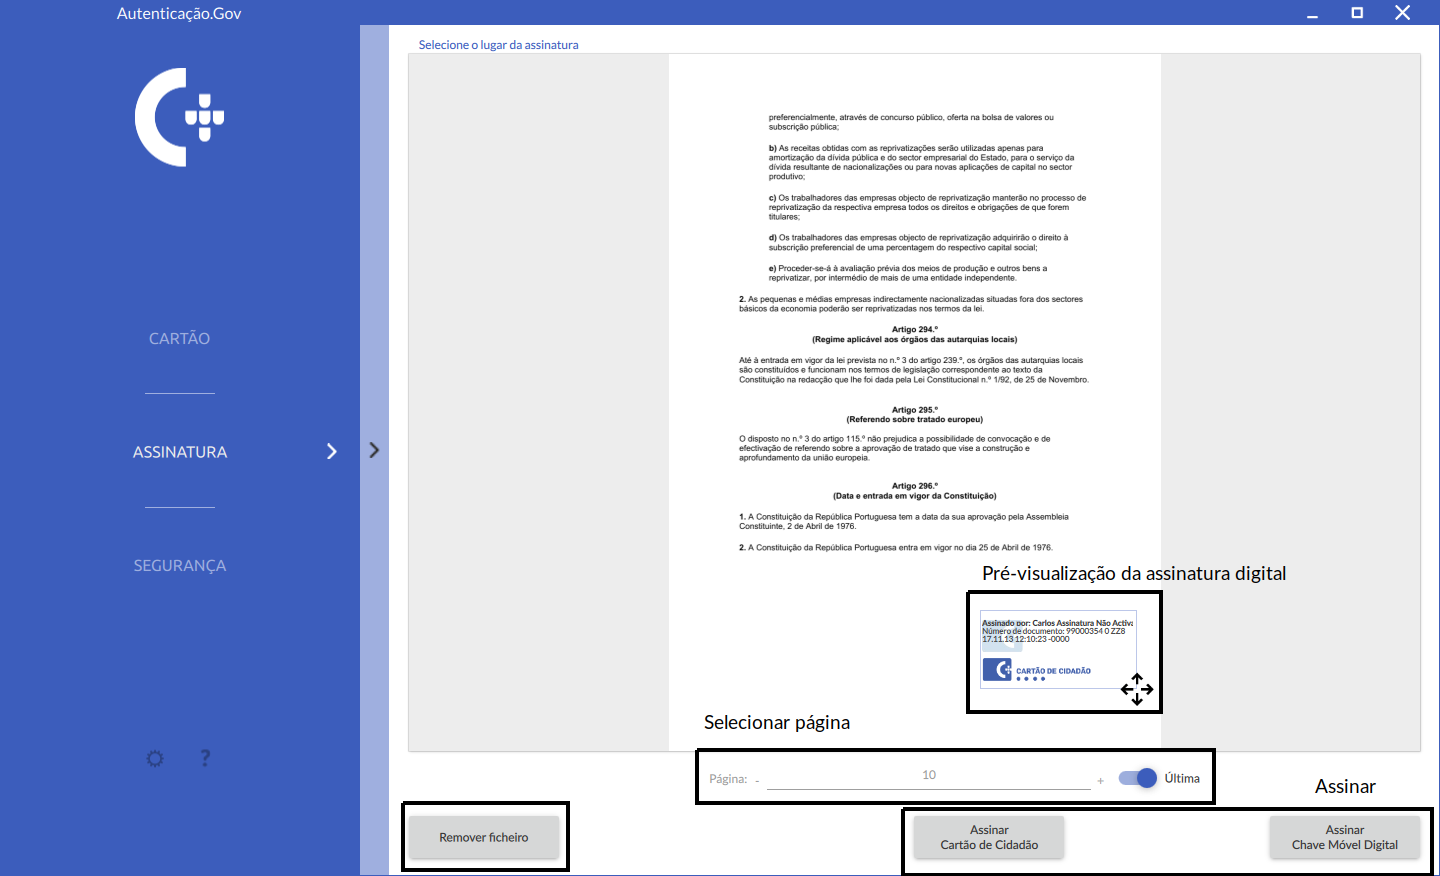 Autenticação.Gov
CARTÃO
ASSINATURA
SEGURANÇA
?
Selecione o lugar da assinatura
preferencialmente, através de concurso público, oferta na bolsa de valores ou
subscrição pública;
b) As receitas obtidas com as reprivatizações serão utilizadas apenas para
amortização da dívida pública e do sector empresarial do Estado, para o serviço da
dívida resultante de nacionalizações ou para novas aplicações de capital no sector
produtivo;
c) Os trabalhadores das empresas objecto de reprivatização manterão no processo de
reprivatização da respectiva empresa todos os direitos e obrigações de que forem
titulares;
d) Os trabalhadores das empresas objecto de reprivatização adquirirão o direito à
subscrição preferencial de uma percentagem do respectivo capital social;
e) Proceder-se-á à avaliação prévia dos meios de produção e outros bens a
reprivatizar, por intermédio de mais de uma entidade independente.
2. As pequenas e médias empresas indirectamente nacionalizadas situadas fora dos sectores
básicos da economia poderão ser reprivatizadas nos termos da lei.
Artigo 294.º
(Regime aplicável aos órgãos das autarquias locais)
Até à entrada em vigor da lei prevista no n.º 3 do artigo 239.º, os órgãos das autarquias locais
são constituídos e funcionam nos termos de legislação correspondente ao texto da
Constituição na redacção que lhe foi dada pela Lei Constitucional n.º 1/92, de 25 de Novembro.
Artigo 295.º
(Referendo sobre tratado europeu)
O disposto no n.º 3 do artigo 115.º não prejudica a possibilidade de convocação e de
efectivação de referendo sobre a aprovação de tratado que vise a construção e
aprofundamento da união europeia.
Artigo 296.º
(Data e entrada em vigor da Constituição)
1. A Constituição da República Portuguesa tem a data da sua aprovação pela Assembleia
Constituinte, 2 de Abril de 1976.
2. A Constituição da República Portuguesa entra em vigor no dia 25 de Abril de 1976.
Pré-visualização da assinatura digital
Assinado por: Carlos Assinatura Não Activa
Número de documento: 99000354 0 ZZ8
17.11.13 12:10:23 -0000
CARTÃO DE CIDADÃO
Selecionar página
Página: - 10 + Última
Assinar
Remover ficheiro
Assinar
Cartão de Cidadão
Assinar
Chave Móvel Digital